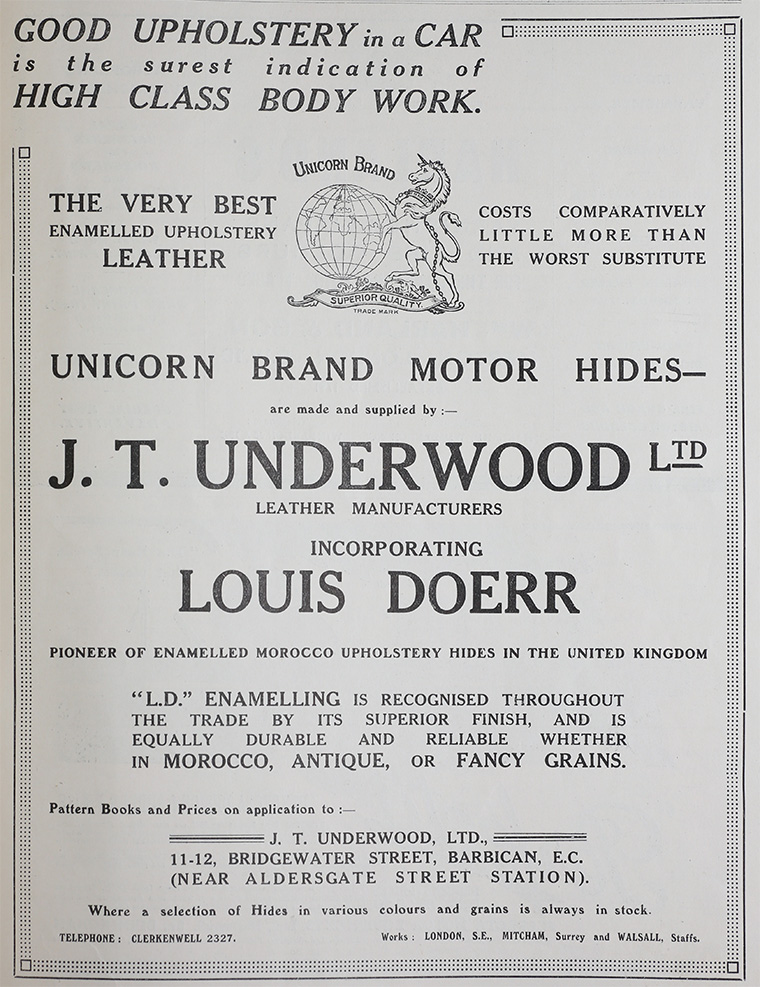 GOOD UPHOLSTERY in a CAR
is the surest indication of
HIGH CLASS BODY WORK.
UNICORN BRAND
THE VERY BEST
ENAMELLED UPHOLSTERY
LEATHER
COSTS COMPARATIVELY
LITTLE MORE THAN
THE WORST SUBSTITUTE
SUPERIOR QUALITY.
TRADE MARK
UNICORN BRAND MOTOR HIDES—
are made and supplied by :—
J. T. UNDERWOOD LTD
LEATHER MANUFACTURERS
INCORPORATING
LOUIS DOERR
PIONEER OF ENAMELLED MOROCCO UPHOLSTERY HIDES IN THE UNITED KINGDOM
"L.D." ENAMELLING IS RECOGNISED THROUGHOUT
THE TRADE BY ITS SUPERIOR FINISH, AND IS
EQUALLY DURABLE AND RELIABLE WHETHER
IN MOROCCO, ANTIQUE, OR FANCY GRAINS.
Pattern Books and Prices on application to :—
J. T. UNDERWOOD, LTD.,
11-12, BRIDGEWATER STREET, BARBICAN, E.C.
(NEAR ALDERSGATE STREET STATION).
Where a selection of Hides in various colours and grains is always in stock.
TELEPHONE : CLERKENWELL 2327.
Works : LONDON, S.E., MITCHAM, Surrey and WALSALL, Staffs.